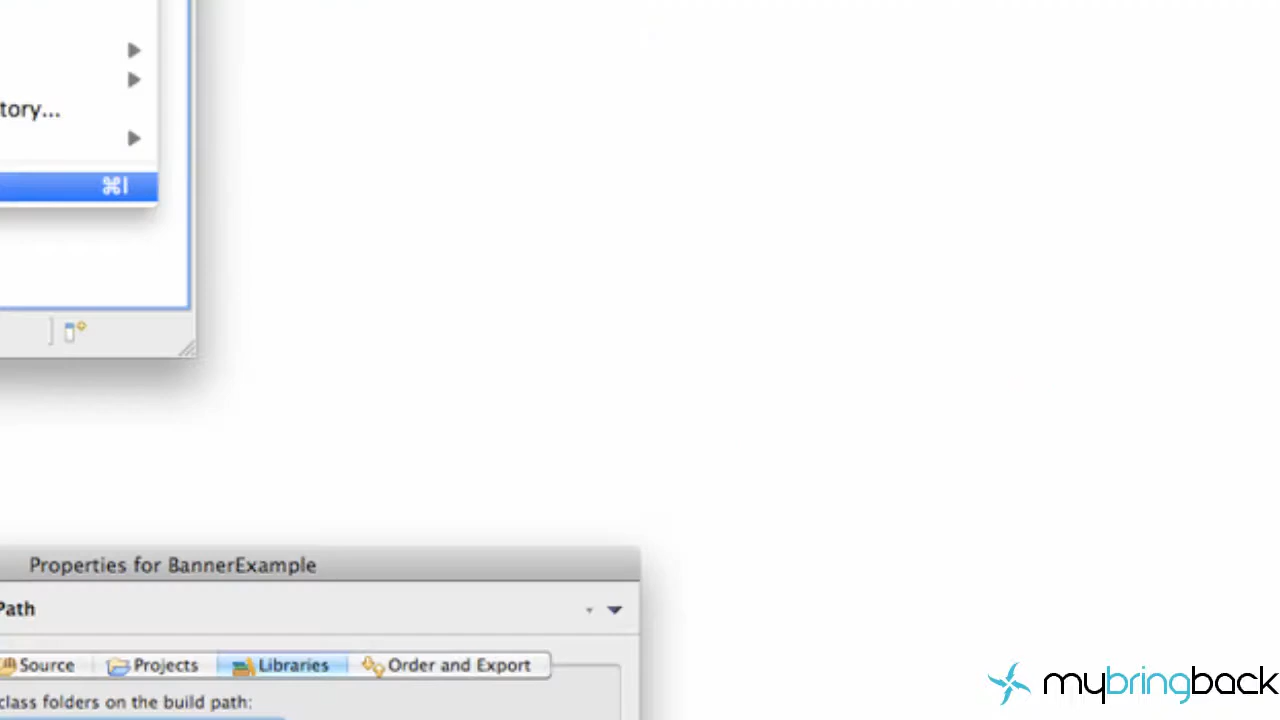 tory...
⌘I
Properties for BannerExample
Path
Source Projects Libraries Order and Export
class folders on the build path:
mybringback